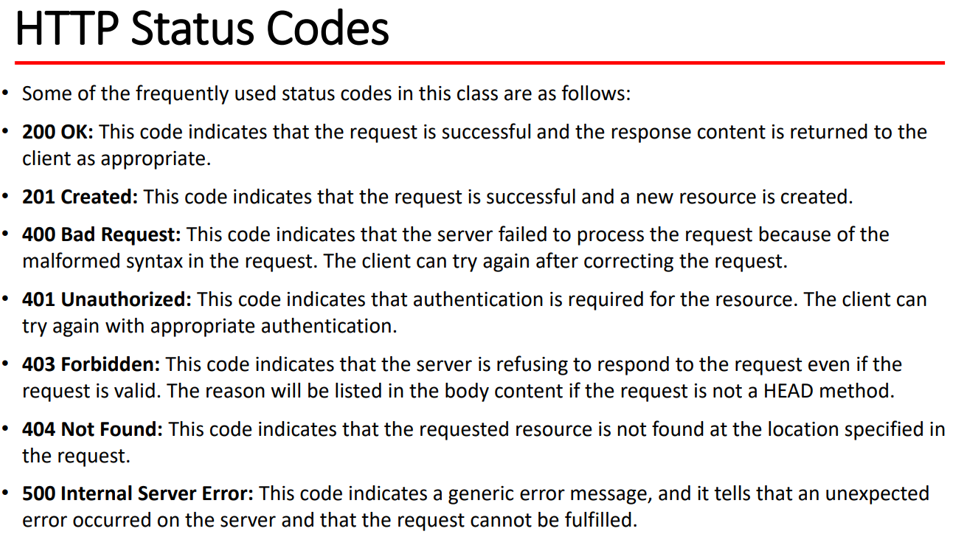 HTTP Status Codes
• Some of the frequently used status codes in this class are as follows:
• 200 OK: This code indicates that the request is successful and the response content is returned to the
client as appropriate.
• 201 Created: This code indicates that the request is successful and a new resource is created.
• 400 Bad Request: This code indicates that the server failed to process the request because of the
malformed syntax in the request. The client can try again after correcting the request.
• 401 Unauthorized: This code indicates that authentication is required for the resource. The client can
try again with appropriate authentication.
• 403 Forbidden: This code indicates that the server is refusing to respond to the request even if the
request is valid. The reason will be listed in the body content if the request is not a HEAD method.
• 404 Not Found: This code indicates that the requested resource is not found at the location specified in
the request.
• 500 Internal Server Error: This code indicates a generic error message, and it tells that an unexpected
error occurred on the server and that the request cannot be fulfilled.